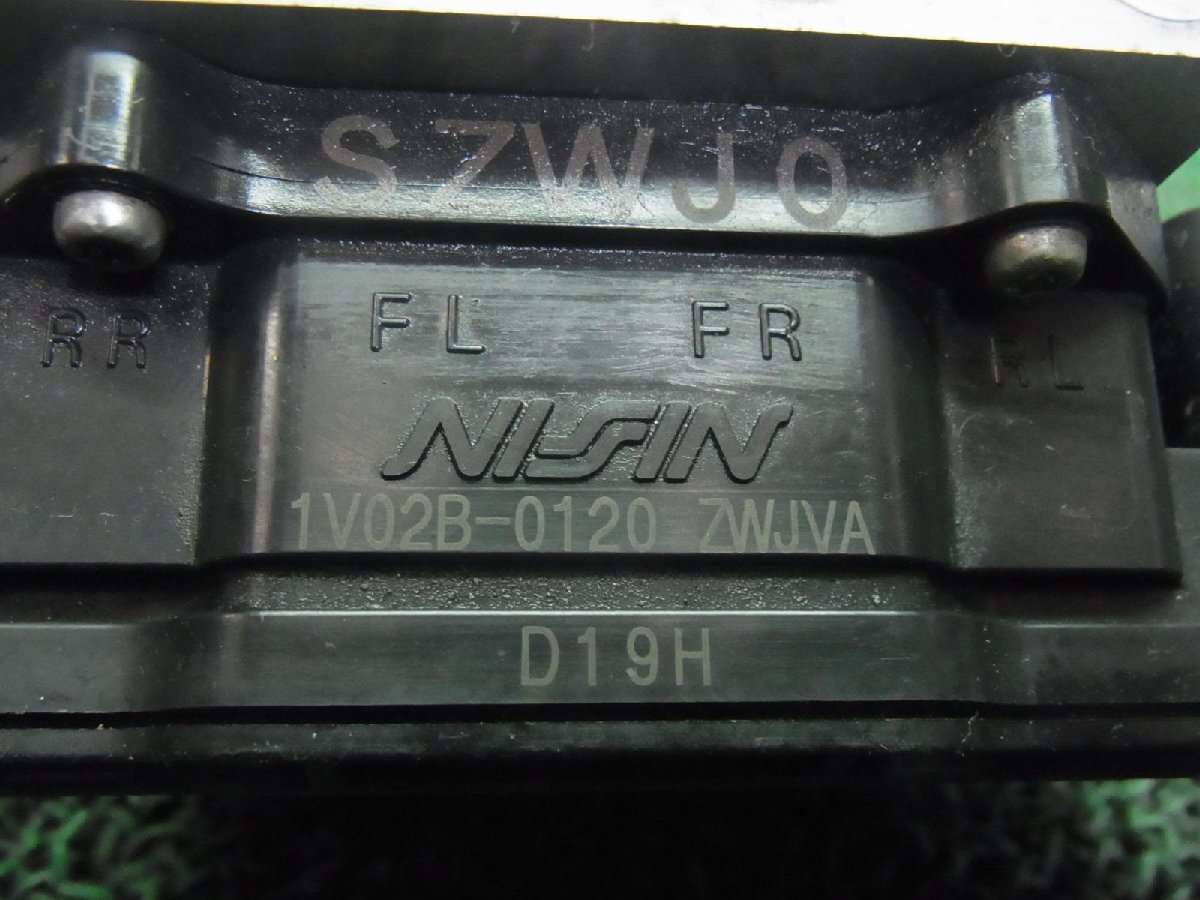 SZWJ0
RR FL FR RL
NISSIN
1V02B-0120 ZWJVA
D19H